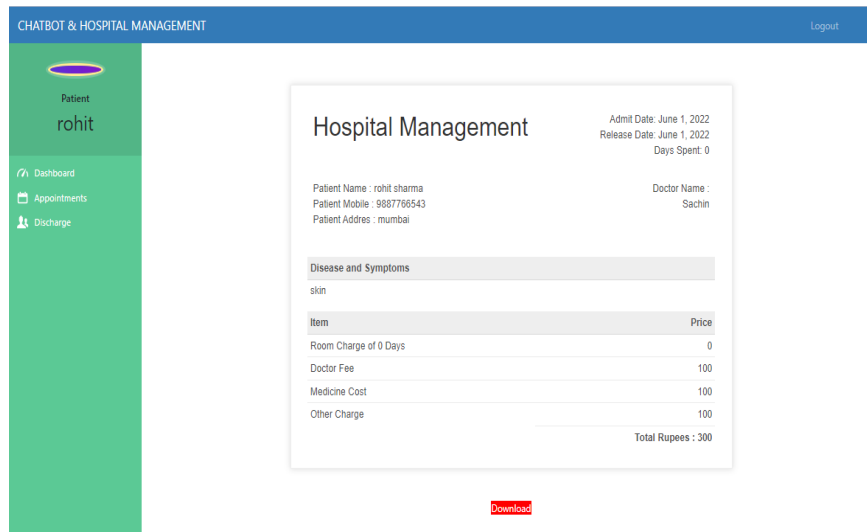 CHATBOT & HOSPITAL MANAGEMENT
Logout
Patient
rohit
Dashboard
Appointments
Discharge
Hospital Management
Admit Date: June 1, 2022
Release Date: June 1, 2022
Days Spent: 0
Patient Name : rohit sharma
Patient Mobile : 9887766543
Patient Addres : mumbai
Doctor Name :
Sachin
Disease and Symptoms
skin
Item Price
Room Charge of 0 Days 0
Doctor Fee 100
Medicine Cost 100
Other Charge 100
Total Rupees : 300
Download